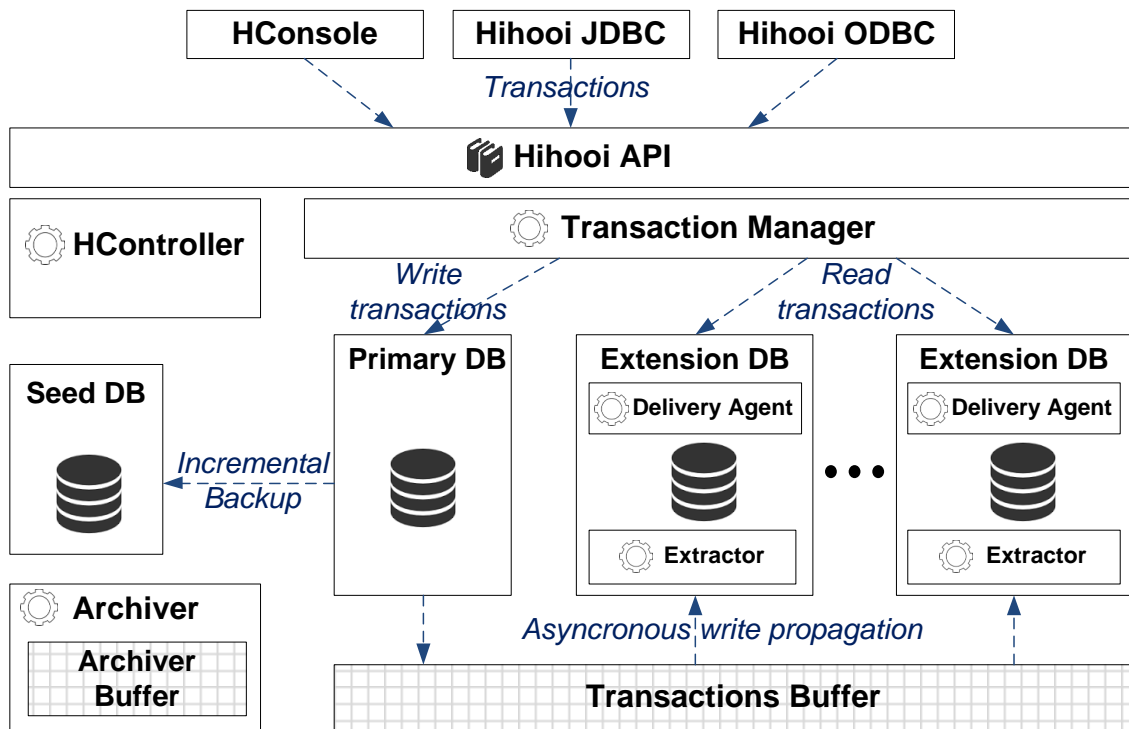 HConsole
Hihooi JDBC
Hihooi ODBC
Transactions
Hihooi API
HController
Transaction Manager
Write
transactions
Read
transactions
Primary DB
Extension DB
Extension DB
Seed DB
Delivery Agent
Delivery Agent
Incremental
Backup
Extractor
Extractor
Archiver
Archiver
Buffer
Asyncronous write propagation
Transactions Buffer